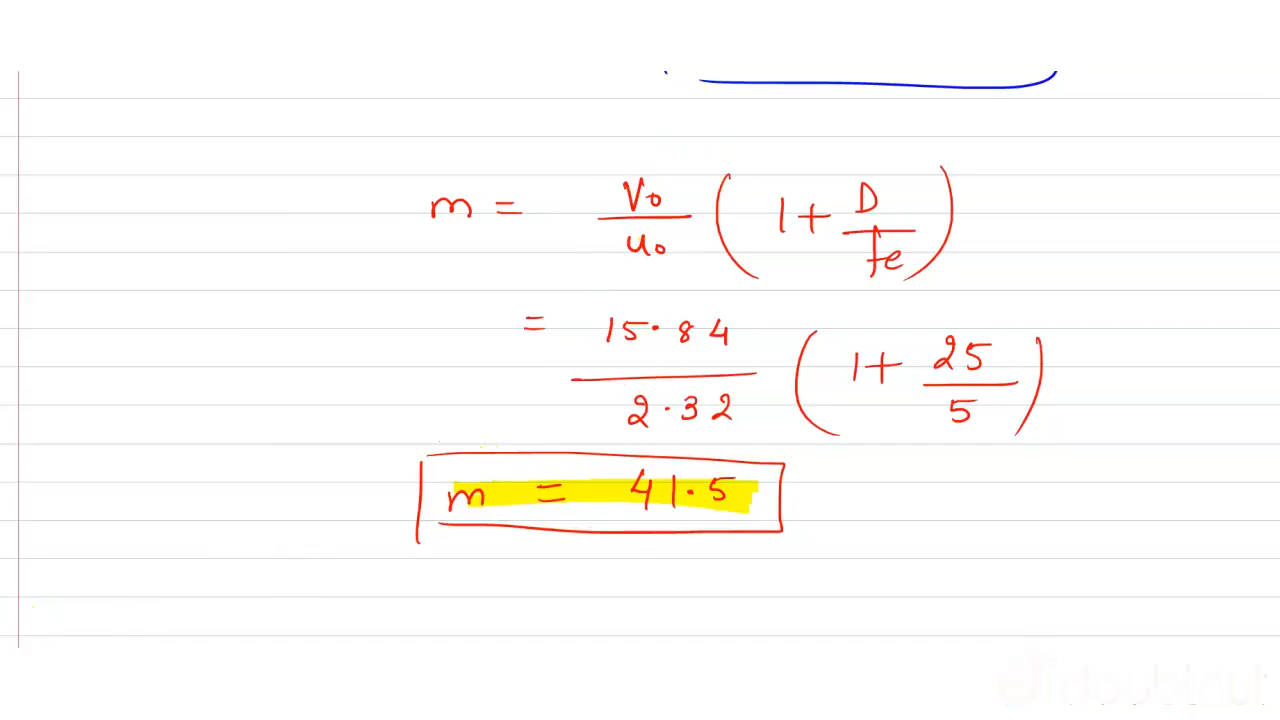 m = V₀/u₀ (1 + D/fe)
= 15.84/2.32 (1 + 25/5)
m = 41.5